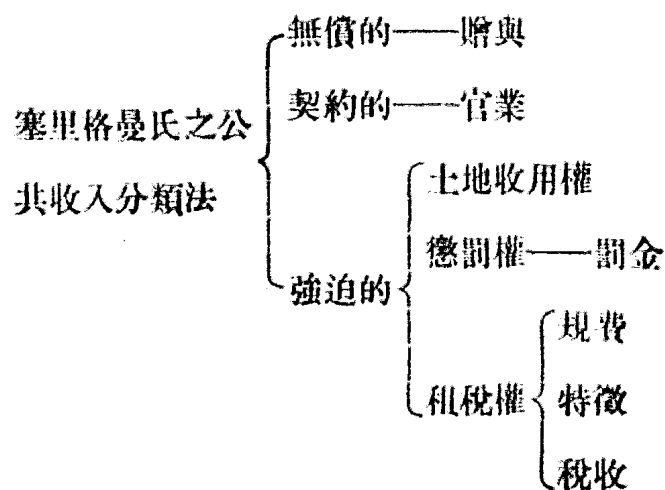 塞里格曼氏之公
共收入分類法
無償的——贈與
契約的——官業
強迫的
土地收用權
懲罰權——罰金
租稅權
規費
特徵
稅收